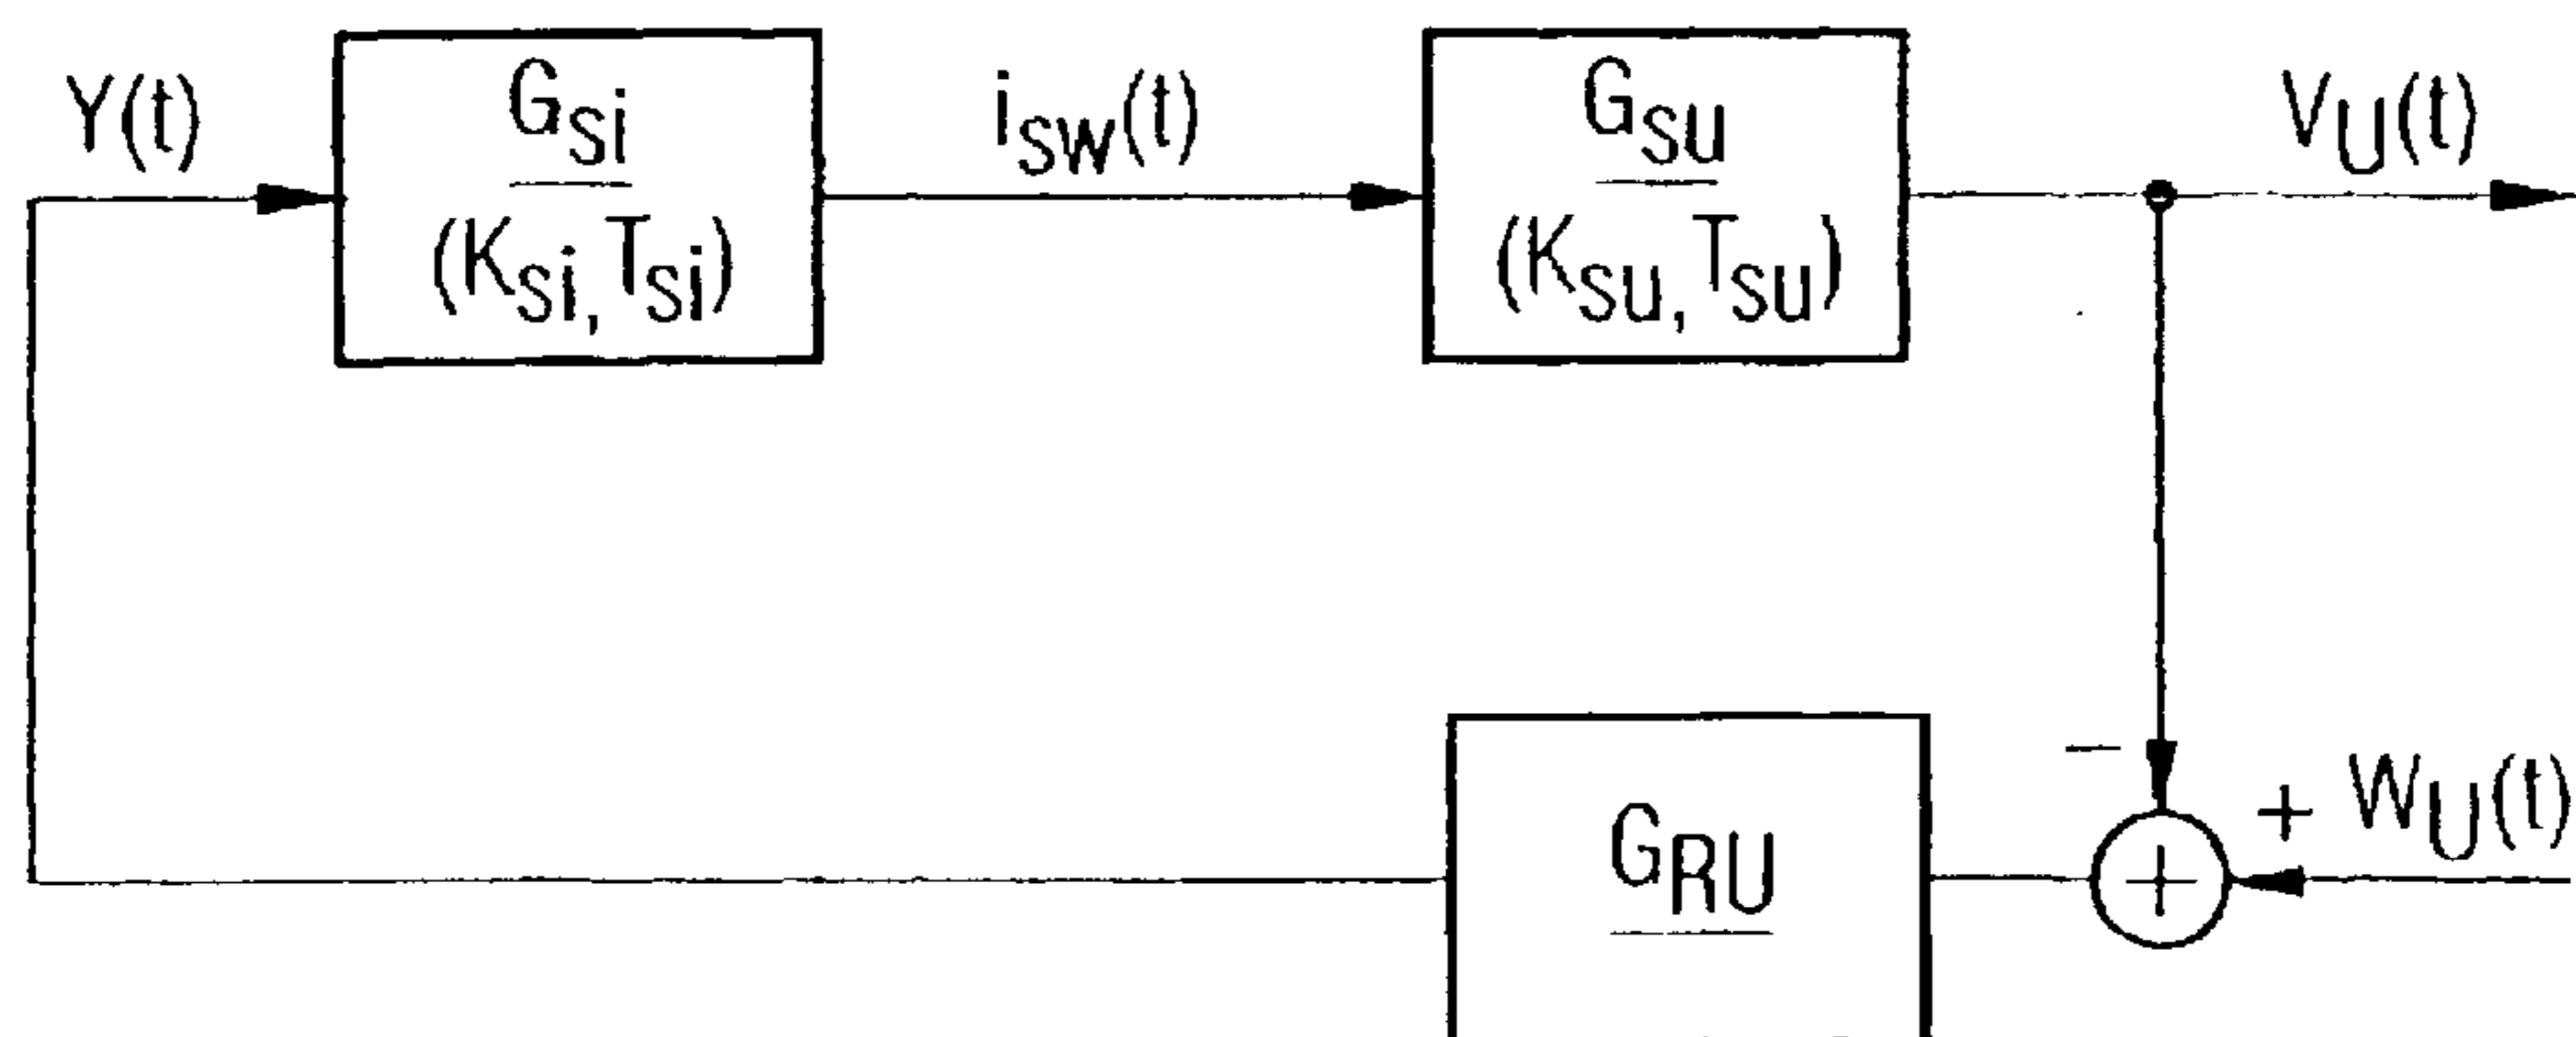 Y(t)
G_si
(K_si, T_si)
i_sw(t)
G_su
(K_su, T_su)
V_U(t)
−
+ W_U(t)
+
G_RU